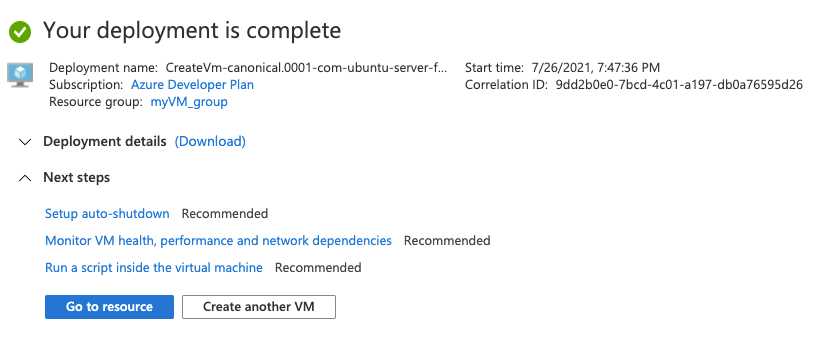 Your deployment is complete
Deployment name: CreateVm-canonical.0001-com-ubuntu-server-f...
Subscription: Azure Developer Plan
Resource group: myVM_group
Start time: 7/26/2021, 7:47:36 PM
Correlation ID: 9dd2b0e0-7bcd-4c01-a197-db0a76595d26
Deployment details (Download)
Next steps
Setup auto-shutdown Recommended
Monitor VM health, performance and network dependencies Recommended
Run a script inside the virtual machine Recommended
Go to resource Create another VM